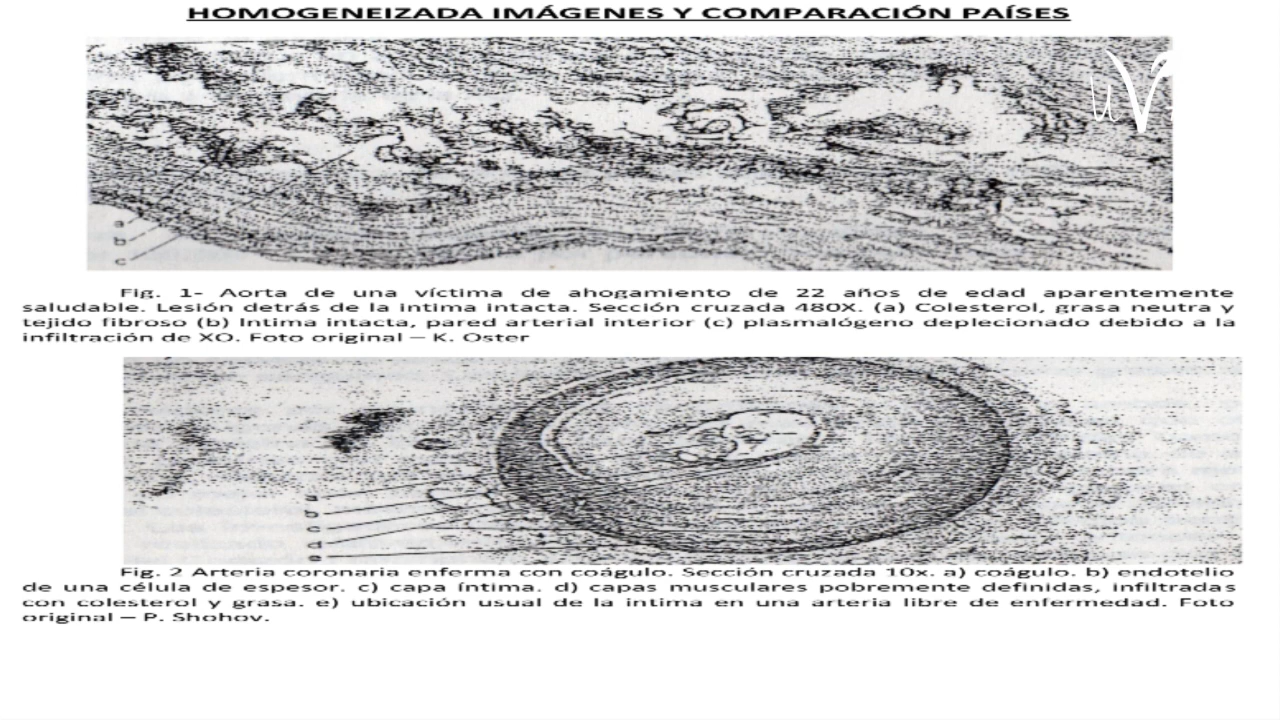 HOMOGENEIZADA IMÁGENES Y COMPARACIÓN PAÍSES
uV
a
b
c
Fig. 1- Aorta de una víctima de ahogamiento de 22 años de edad aparentemente
saludable. Lesión detrás de la intima intacta. Sección cruzada 480X. (a) Colesterol, grasa neutra y
tejido fibroso (b) Intima intacta, pared arterial interior (c) plasmalógeno deplecionado debido a la
infiltración de XO. Foto original – K. Oster
a
b
c
d
e
Fig. 2 Arteria coronaria enferma con coágulo. Sección cruzada 10x. a) coágulo. b) endotelio
de una célula de espesor. c) capa íntima. d) capas musculares pobremente definidas, infiltradas
con colesterol y grasa. e) ubicación usual de la intima en una arteria libre de enfermedad. Foto
original – P. Shohov.